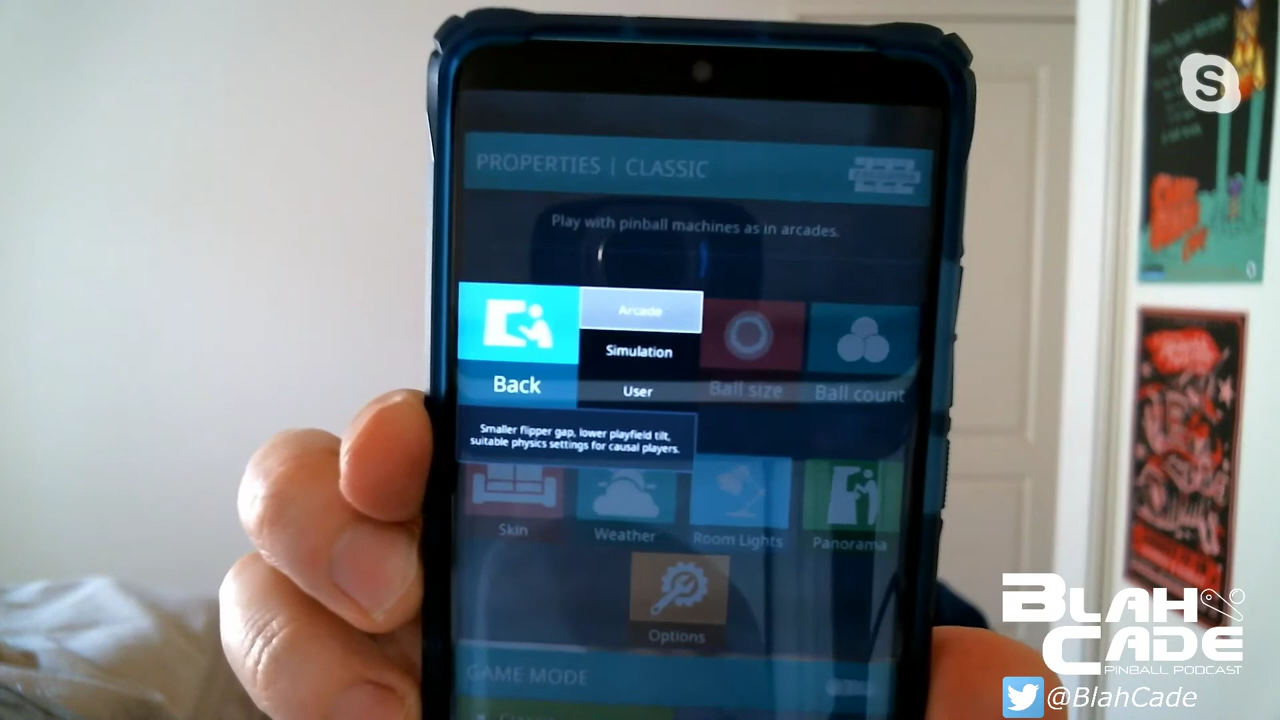 PROPERTIES | CLASSIC
Play with pinball machines as in arcades.
Arcade
Simulation
User
Back
Ball size
Ball count
Smaller flipper gap, lower playfield tilt,
suitable physics settings for causal players.
Skin
Weather
Room Lights
Panorama
Options
GAME MODE
S
BLAHCADE
PINBALL PODCAST
@BlahCade